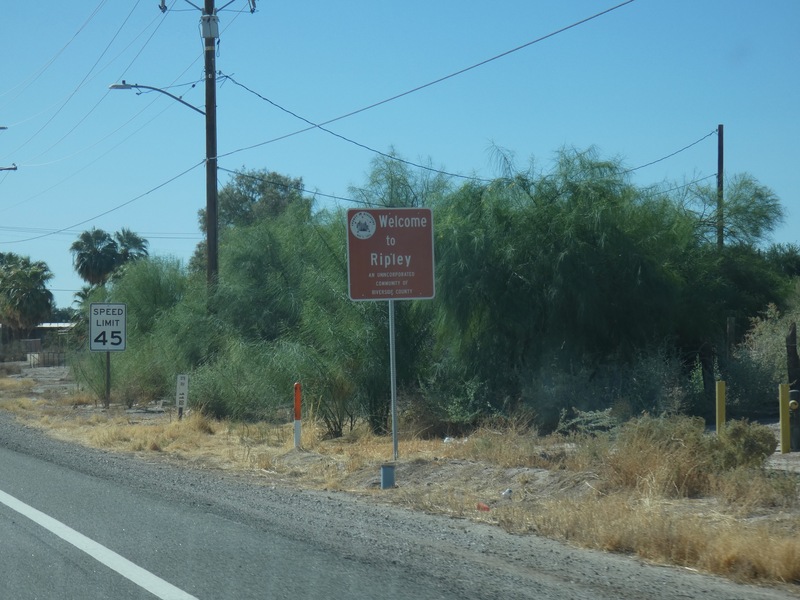 Welcome
to
Ripley
AN UNINCORPORATED
COMMUNITY OF
RIVERSIDE COUNTY
SPEED
LIMIT
45